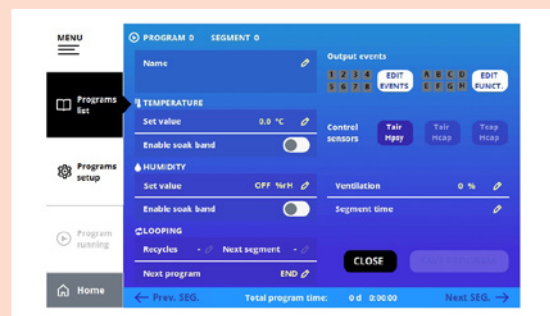 MENU
Programs list
Programs setup
Program running
Home
PROGRAM 0 SEGMENT 0
Name
TEMPERATURE
Set value 0.0 °C
Enable soak band
HUMIDITY
Set value OFF %rH
Enable soak band
LOOPING
Recycles - Next segment -
Next program END
Output events
1 2 3 4 EDIT A B C D EDIT
5 6 7 8 EVENTS E F G H FUNCT.
Control Tair Tair Tcap
sensors Hpsy Hcap Hcap
Ventilation 0 %
Segment time
CLOSE
← Prev. SEG. Total program time: 0 d 0:00:00 Next SEG. →